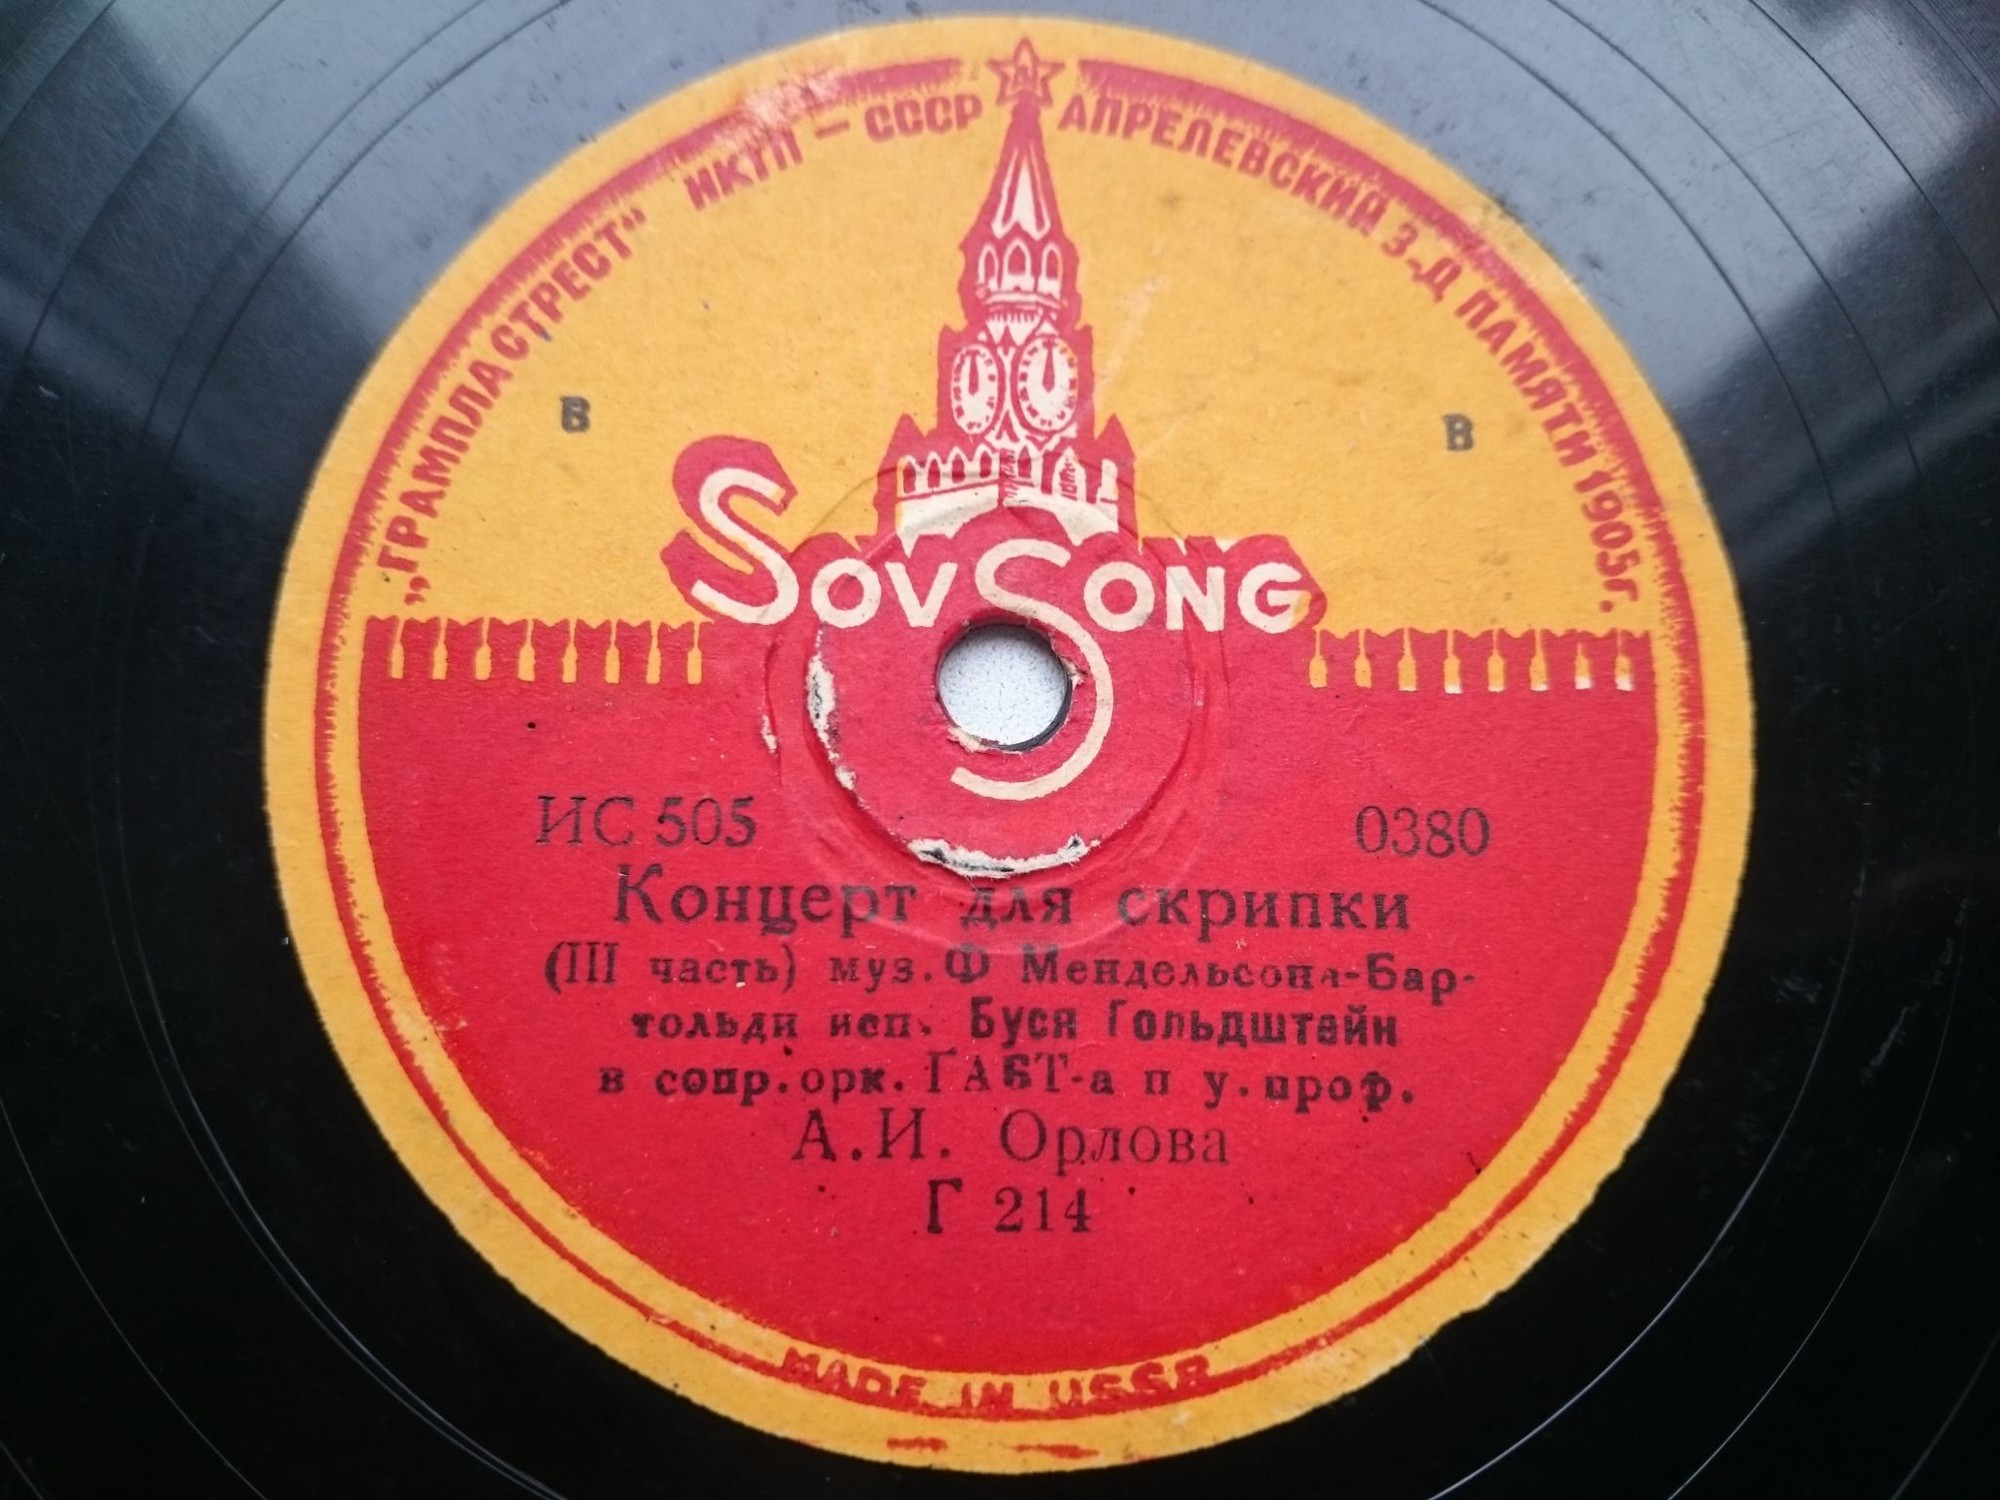 „ГРАМПЛАСТРЕСТ“ НКТП – СССР АПРЕЛЕВСКИЙ З-Д ПАМЯТИ 1905г.
В В
SovSong
ИС 505 0380
Концерт для скрипки
(III часть) муз. Ф Мендельсона-Бар-
тольди исп. Буся Гольдштейн
в сопр. орк. ГАБТ-а п у. проф.
А.И. Орлова
Г 214
MADE IN USSR